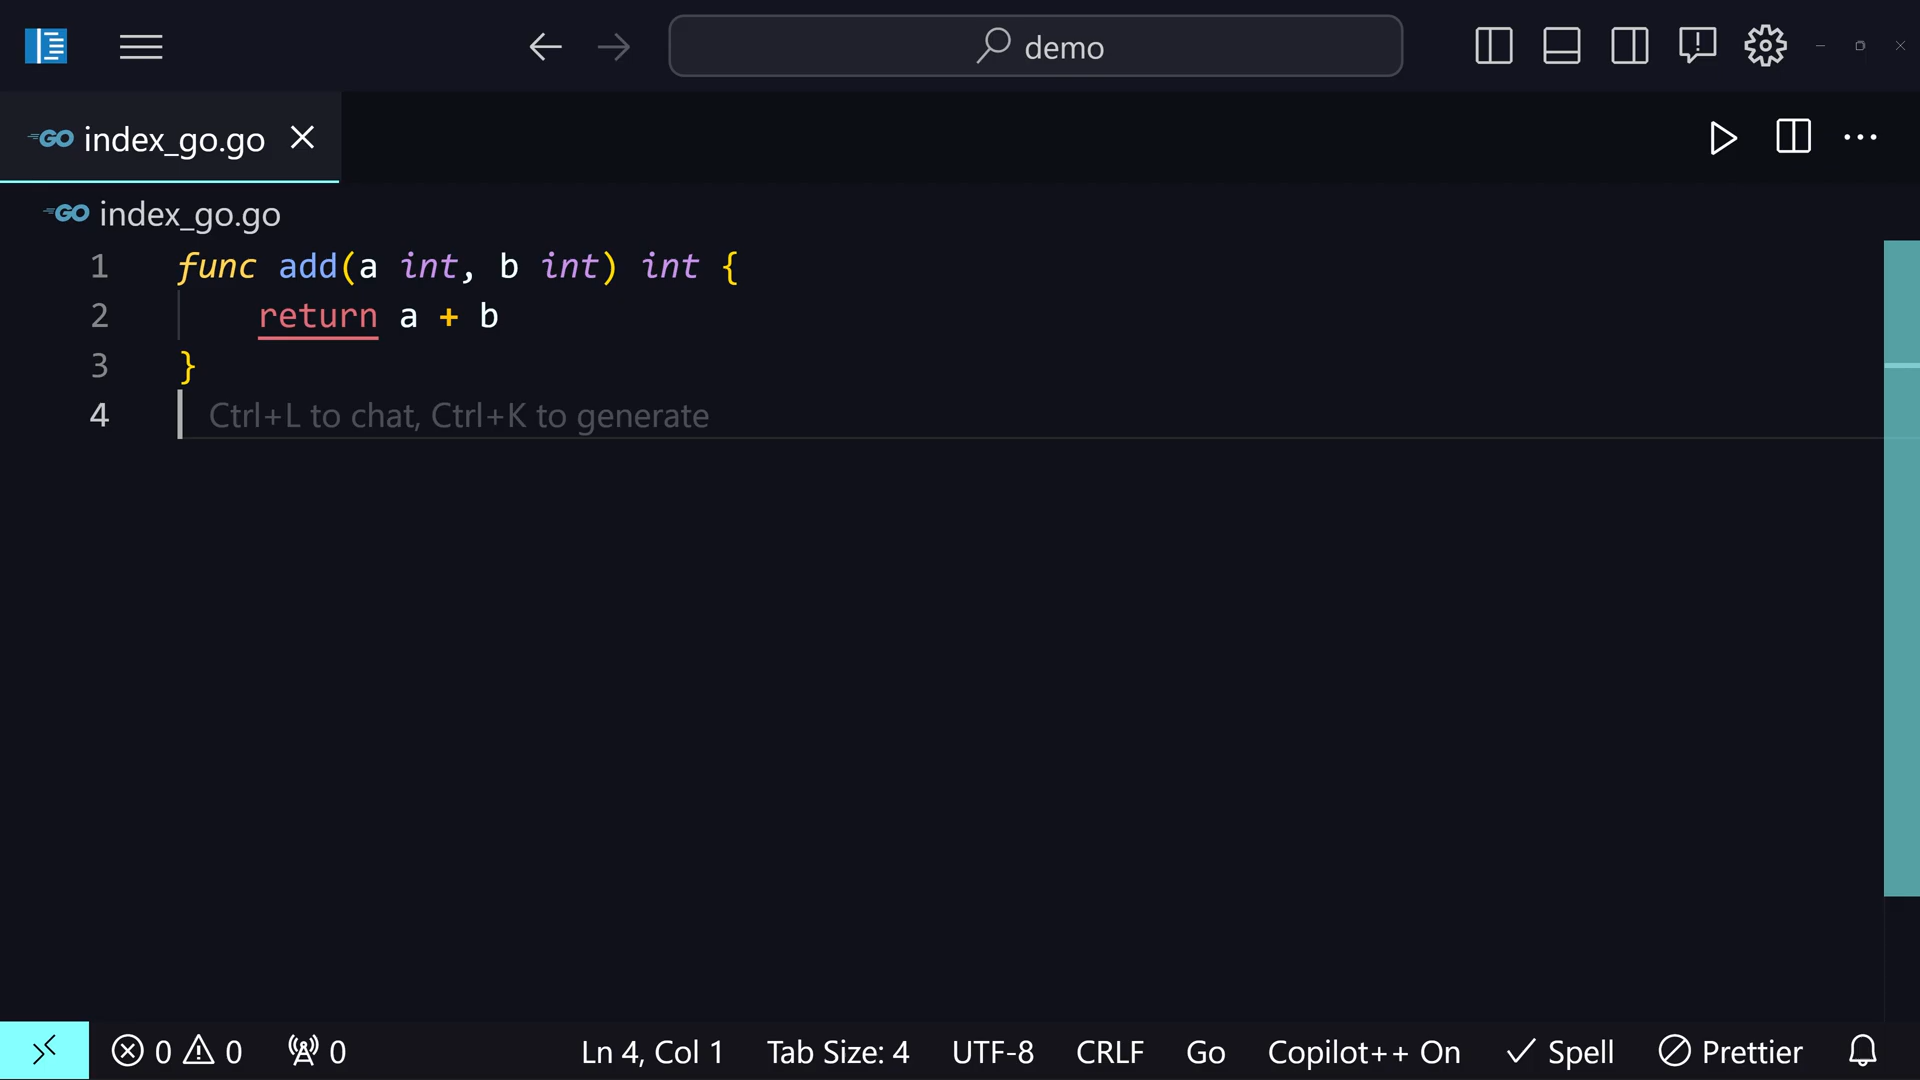 demo
GO index_go.go
GO index_go.go
1 func add(a int, b int) int {
2 return a + b
3 }
4 Ctrl+L to chat, Ctrl+K to generate
0 0 0 Ln 4, Col 1 Tab Size: 4 UTF-8 CRLF Go Copilot++ On Spell Prettier